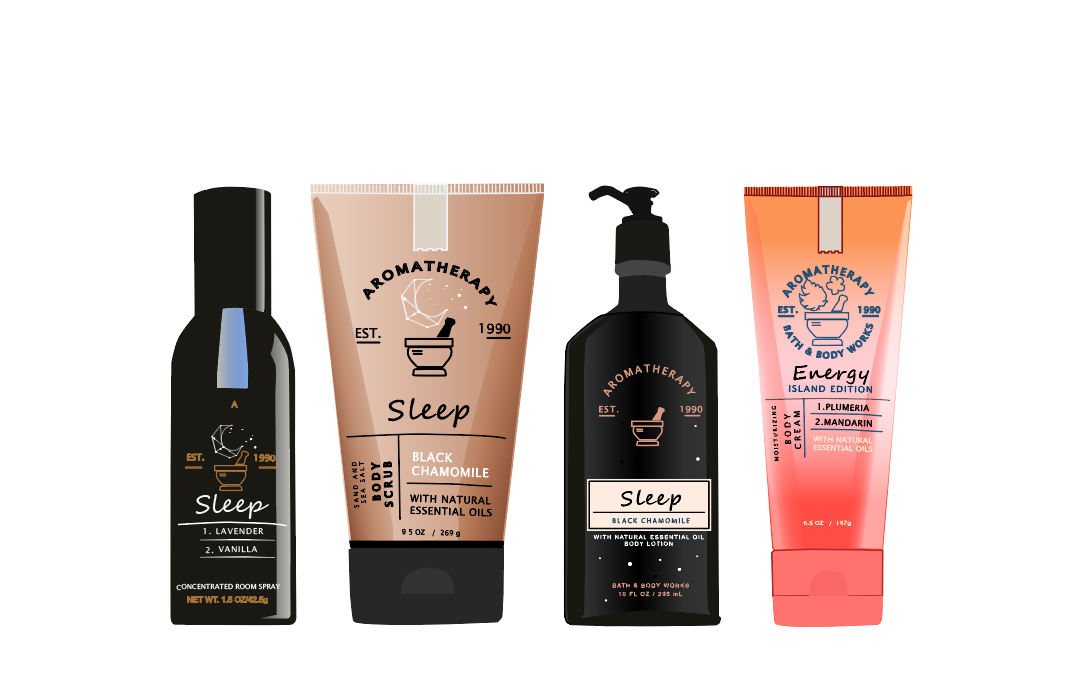 A
EST. 1990
Sleep
1. LAVENDER
2. VANILLA
CONCENTRATED ROOM SPRAY
NET WT. 1.5 OZ/42.5g
AROMATHERAPY
EST. 1990
Sleep
SAND AND
SEA SALT
BODY
SCRUB
BLACK
CHAMOMILE
WITH NATURAL
ESSENTIAL OILS
9 5 OZ / 269 g
AROMATHERAPY
EST. 1990
Sleep
BLACK CHAMOMILE
WITH NATURAL ESSENTIAL OIL
BODY LOTION
BATH & BODY WORKS
10 FL OZ / 295 mL
AROMATHERAPY
EST. 1990
BATH & BODY WORKS
Energy
ISLAND EDITION
MOISTURIZING
BODY
CREAM
1.PLUMERIA
2.MANDARIN
WITH NATURAL
ESSENTIAL OILS
6.6 OZ / 187g